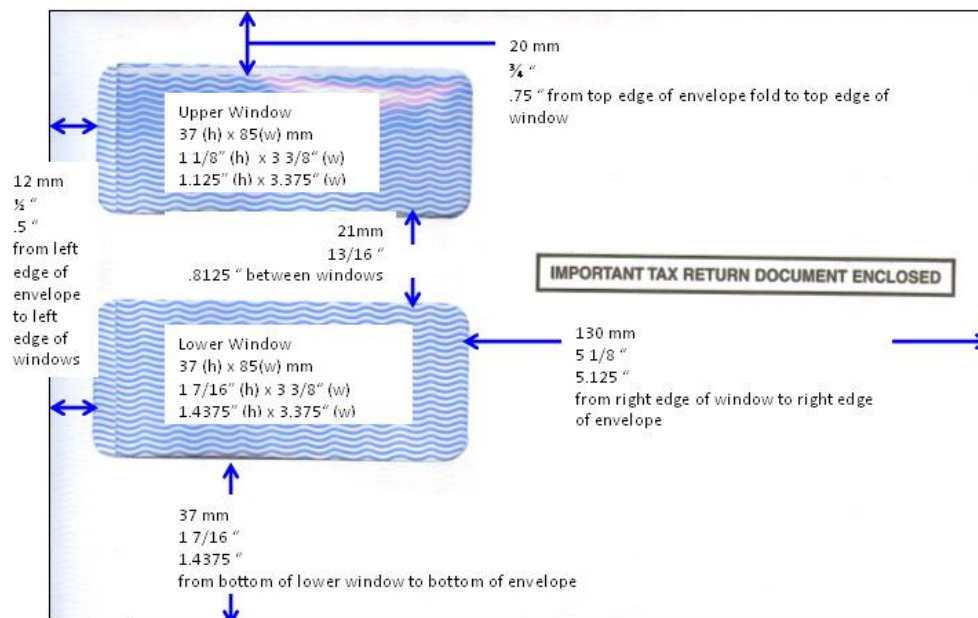 20 mm
¾ “
.75 “ from top edge of envelope fold to top edge of
window
Upper Window
37 (h) x 85(w) mm
1 1/8“ (h) x 3 3/8“ (w)
1.125“ (h) x 3.375“ (w)
12 mm
½ “
.5 “
from left
edge of
envelope
to left
edge of
windows
21mm
13/16 “
.8125 “ between windows
IMPORTANT TAX RETURN DOCUMENT ENCLOSED
Lower Window
37 (h) x 85(w) mm
1 7/16“ (h) x 3 3/8“ (w)
1.4375“ (h) x 3.375“ (w)
130 mm
5 1/8 “
5.125 “
from right edge of window to right edge
of envelope
37 mm
1 7/16 “
1.4375 “
from bottom of lower window to bottom of envelope